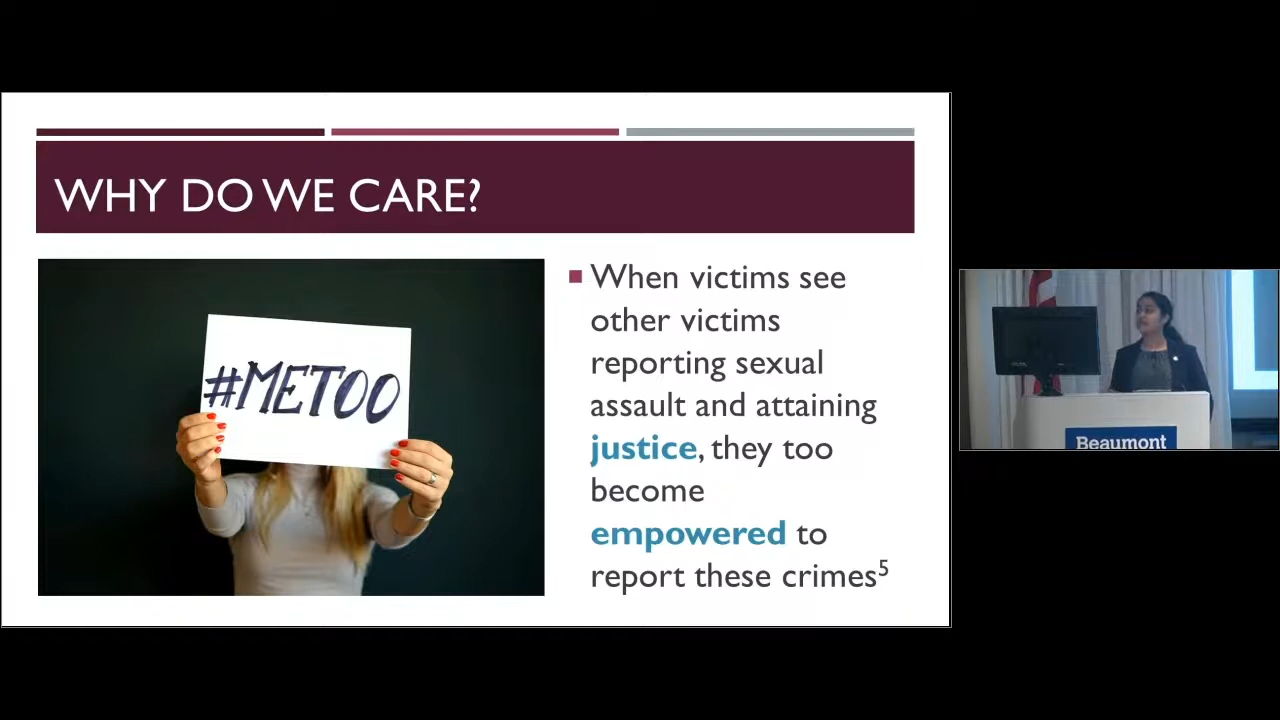 WHY DO WE CARE?
#METOO
When victims see
other victims
reporting sexual
assault and attaining
justice, they too
become
empowered to
report these crimes⁵
Beaumont